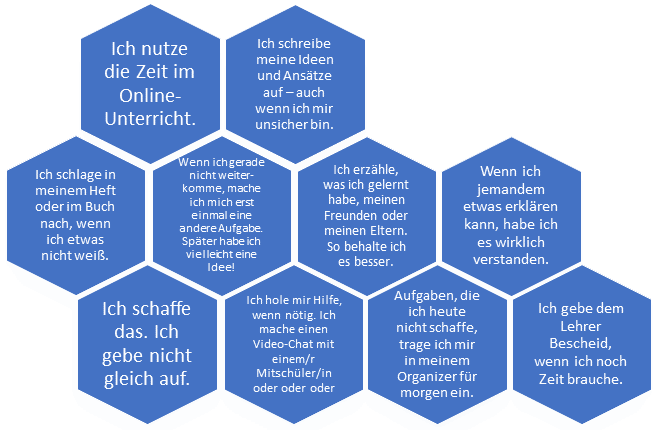 Ich nutze
die Zeit im
Online-
Unterricht.
Ich schreibe
meine Ideen
und Ansätze
auf – auch
wenn ich mir
unsicher bin.
Ich schlage in
meinem Heft
oder im Buch
nach, wenn
ich etwas
nicht weiß.
Wenn ich gerade
nicht weiter-
komme, mache
ich mich erst
einmal eine
andere Aufgabe.
Später habe ich
vielleicht eine
Idee!
Ich erzähle,
was ich gelernt
habe, meinen
Freunden oder
meinen Eltern.
So behalte ich
es besser.
Wenn ich
jemandem
etwas erklären
kann, habe ich
es wirklich
verstanden.
Ich schaffe
das. Ich
gebe nicht
gleich auf.
Ich hole mir Hilfe,
wenn nötig. Ich
mache einen
Video-Chat mit
einem/r
Mitschüler/in
oder oder oder
Aufgaben, die
ich heute
nicht schaffe,
trage ich mir
in meinem
Organizer für
morgen ein.
Ich gebe dem
Lehrer
Bescheid,
wenn ich noch
Zeit brauche.